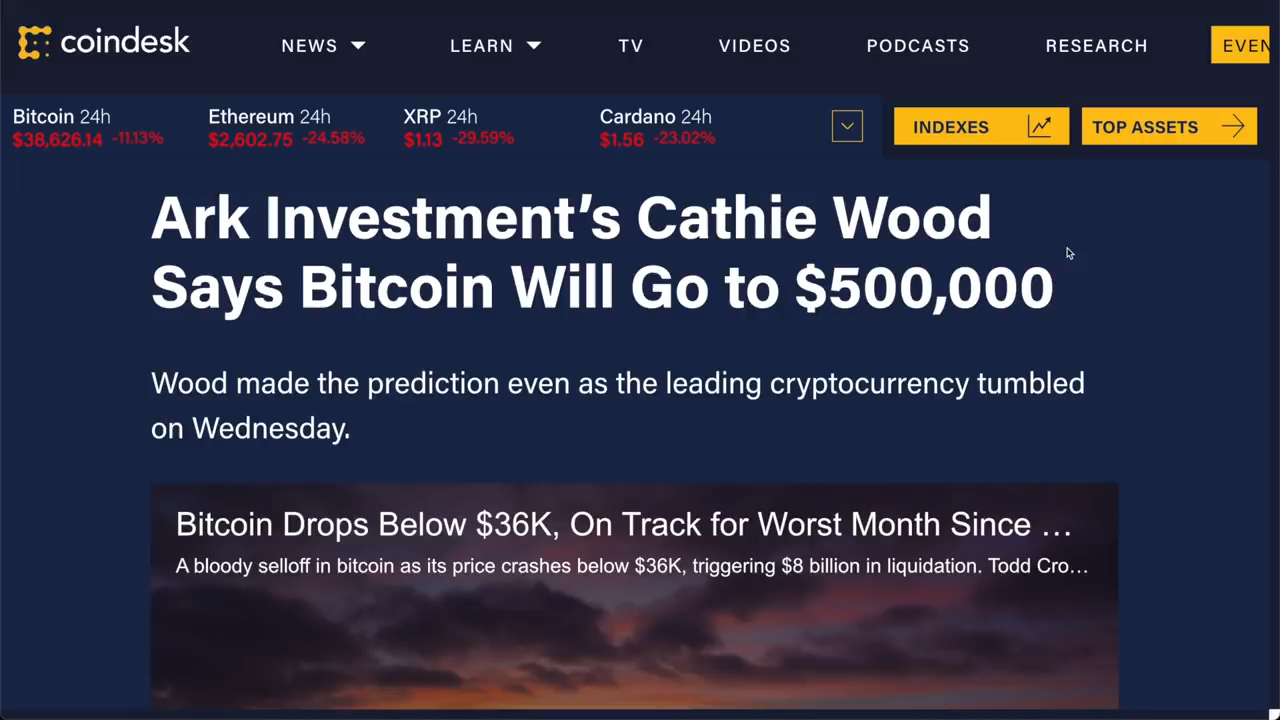 coindesk NEWS LEARN TV VIDEOS PODCASTS RESEARCH EVEN
Bitcoin 24h Ethereum 24h XRP 24h Cardano 24h
$38,626.14 -11.13% $2,602.75 -24.58% $1.13 -29.59% $1.56 -23.02%
INDEXES TOP ASSETS
Ark Investment’s Cathie Wood
Says Bitcoin Will Go to $500,000
Wood made the prediction even as the leading cryptocurrency tumbled
on Wednesday.
Bitcoin Drops Below $36K, On Track for Worst Month Since ...
A bloody selloff in bitcoin as its price crashes below $36K, triggering $8 billion in liquidation. Todd Cro...